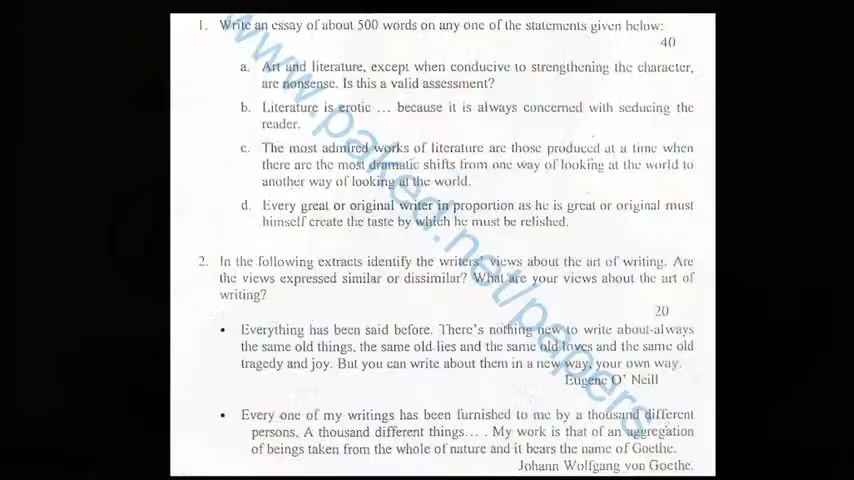 1. Write an essay of about 500 words on any one of the statements given below:
40
a. Art and literature, except when conducive to strengthening the character,
are nonsense. Is this a valid assessment?
b. Literature is erotic ... because it is always concerned with seducing the
reader.
c. The most admired works of literature are those produced at a time when
there are the most dramatic shifts from one way of looking at the world to
another way of looking at the world.
d. Every great or original writer in proportion as he is great or original must
himself create the taste by which he must be relished.
2. In the following extracts identify the writers' views about the art of writing. Are
the views expressed similar or dissimilar? What are your views about the art of
writing?
20
• Everything has been said before. There's nothing new to write about-always
the same old things, the same old lies and the same old loves and the same old
tragedy and joy. But you can write about them in a new way, your own way.
Eugene O' Neill
• Every one of my writings has been furnished to me by a thousand different
persons. A thousand different things... . My work is that of an aggregation
of beings taken from the whole of nature and it bears the name of Goethe.
Johann Wolfgang von Goethe.
www.paked.net/papers